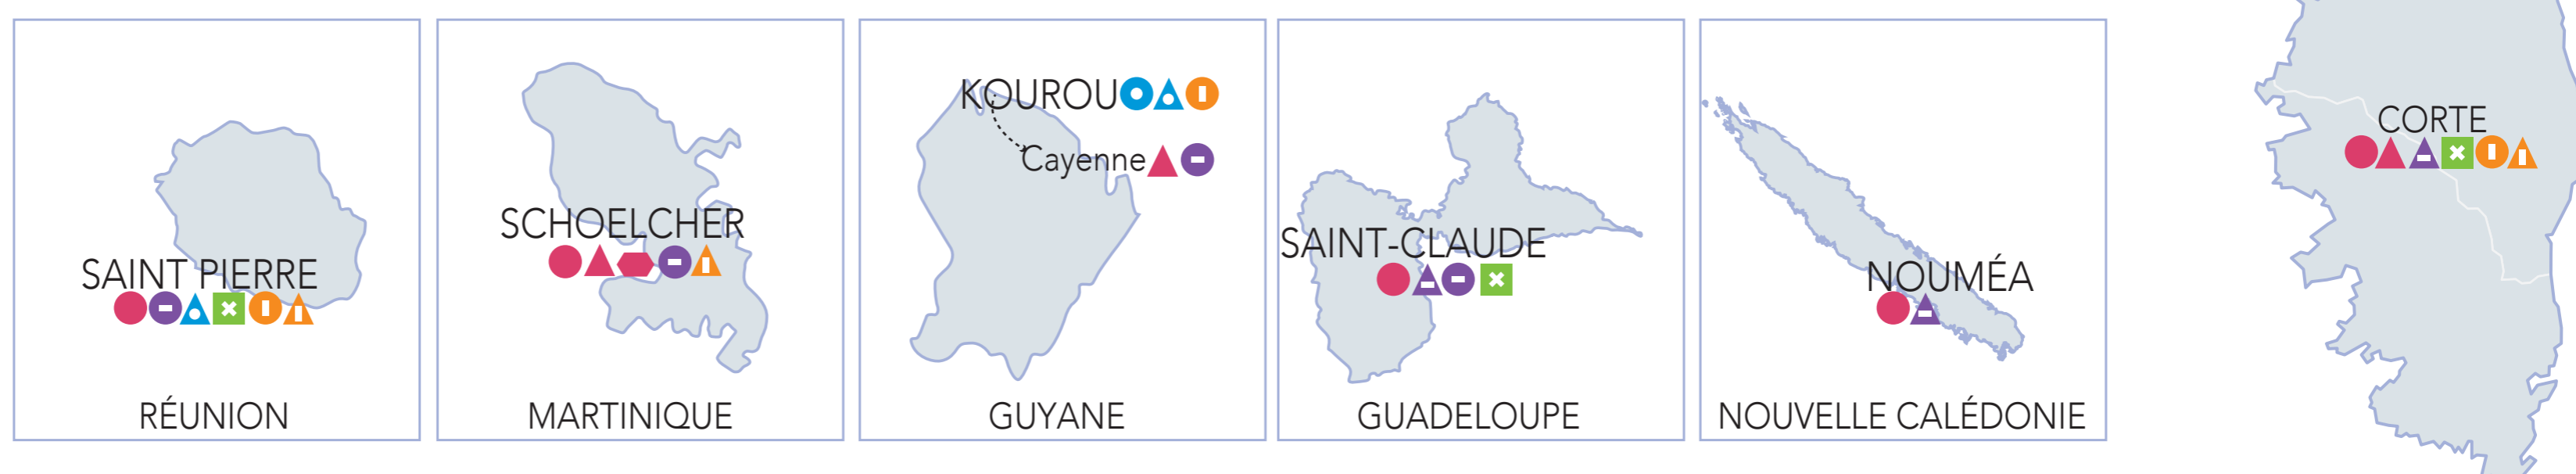 SAINT PIERRE
RÉUNION
SCHOELCHER
MARTINIQUE
KOUROU
Cayenne
GUYANE
SAINT-CLAUDE
GUADELOUPE
NOUMÉA
NOUVELLE CALÉDONIE
CORTE